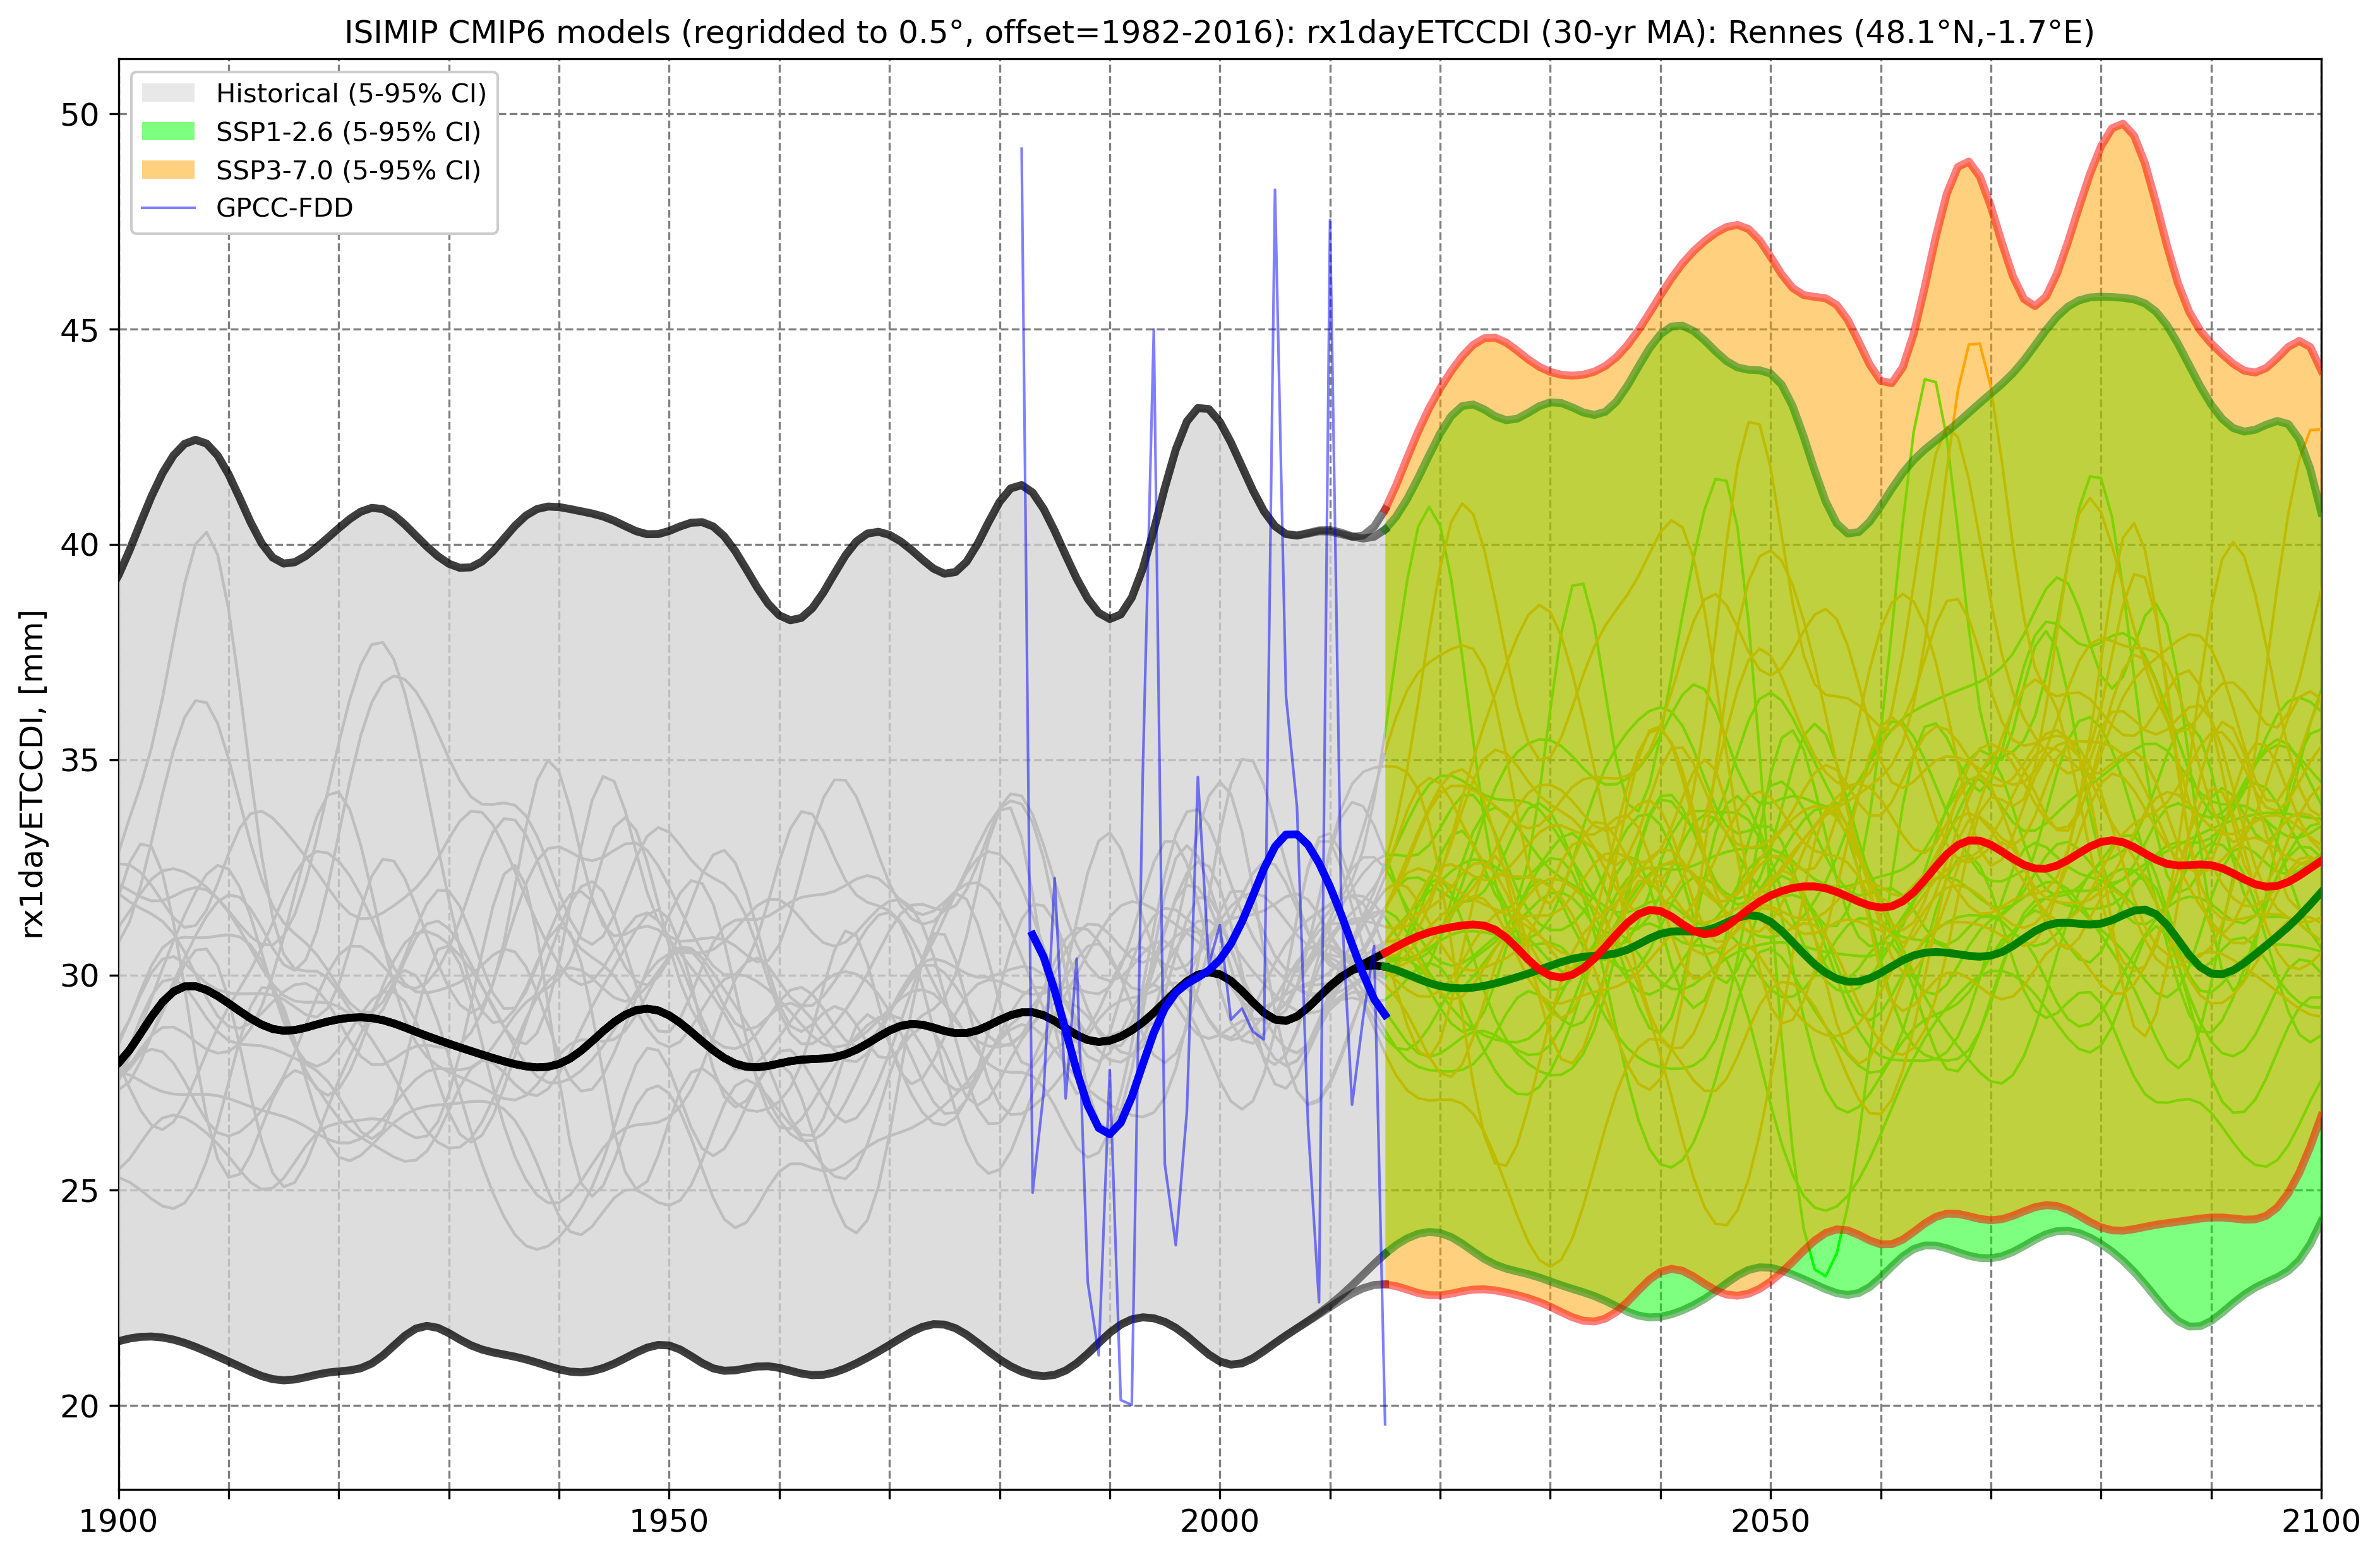 ISIMIP CMIP6 models (regridded to 0.5°, offset=1982-2016): rx1dayETCCDI (30-yr MA): Rennes (48.1°N,-1.7°E)
Historical (5-95% CI)
SSP1-2.6 (5-95% CI)
SSP3-7.0 (5-95% CI)
GPCC-FDD
rx1dayETCCDI, [mm]
50
45
40
35
30
25
20
1900
1950
2000
2050
2100